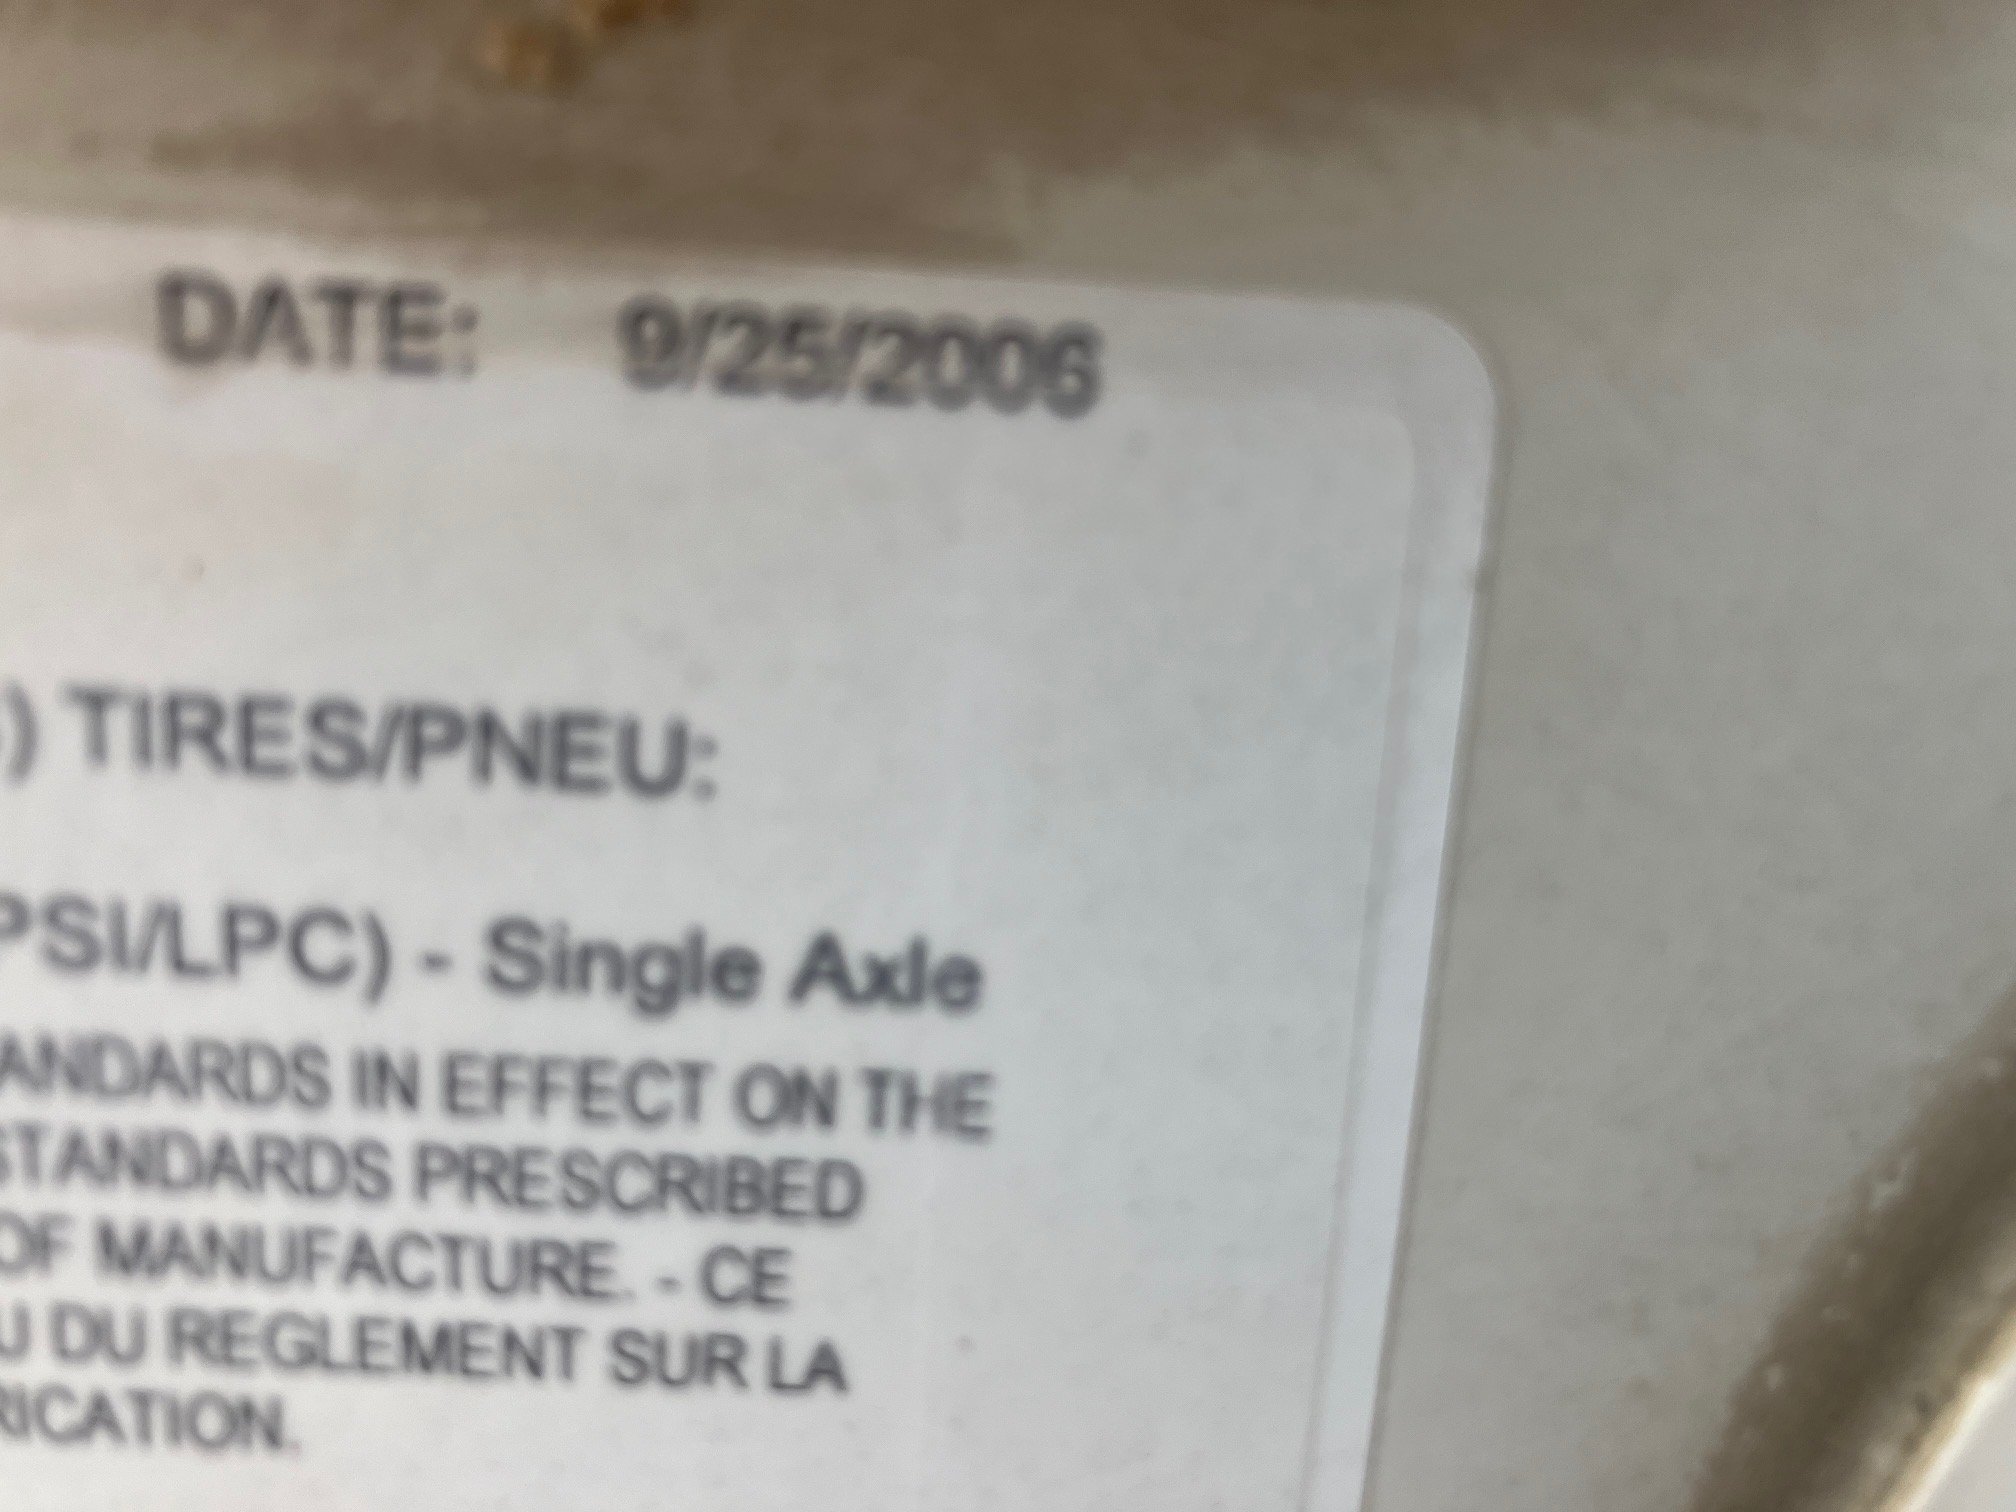 DATE: 9/25/2006
) TIRES/PNEU:
PSI/LPC) - Single Axle
ANDARDS IN EFFECT ON THE
STANDARDS PRESCRIBED
OF MANUFACTURE. - CE
U DU REGLEMENT SUR LA
RICATION.